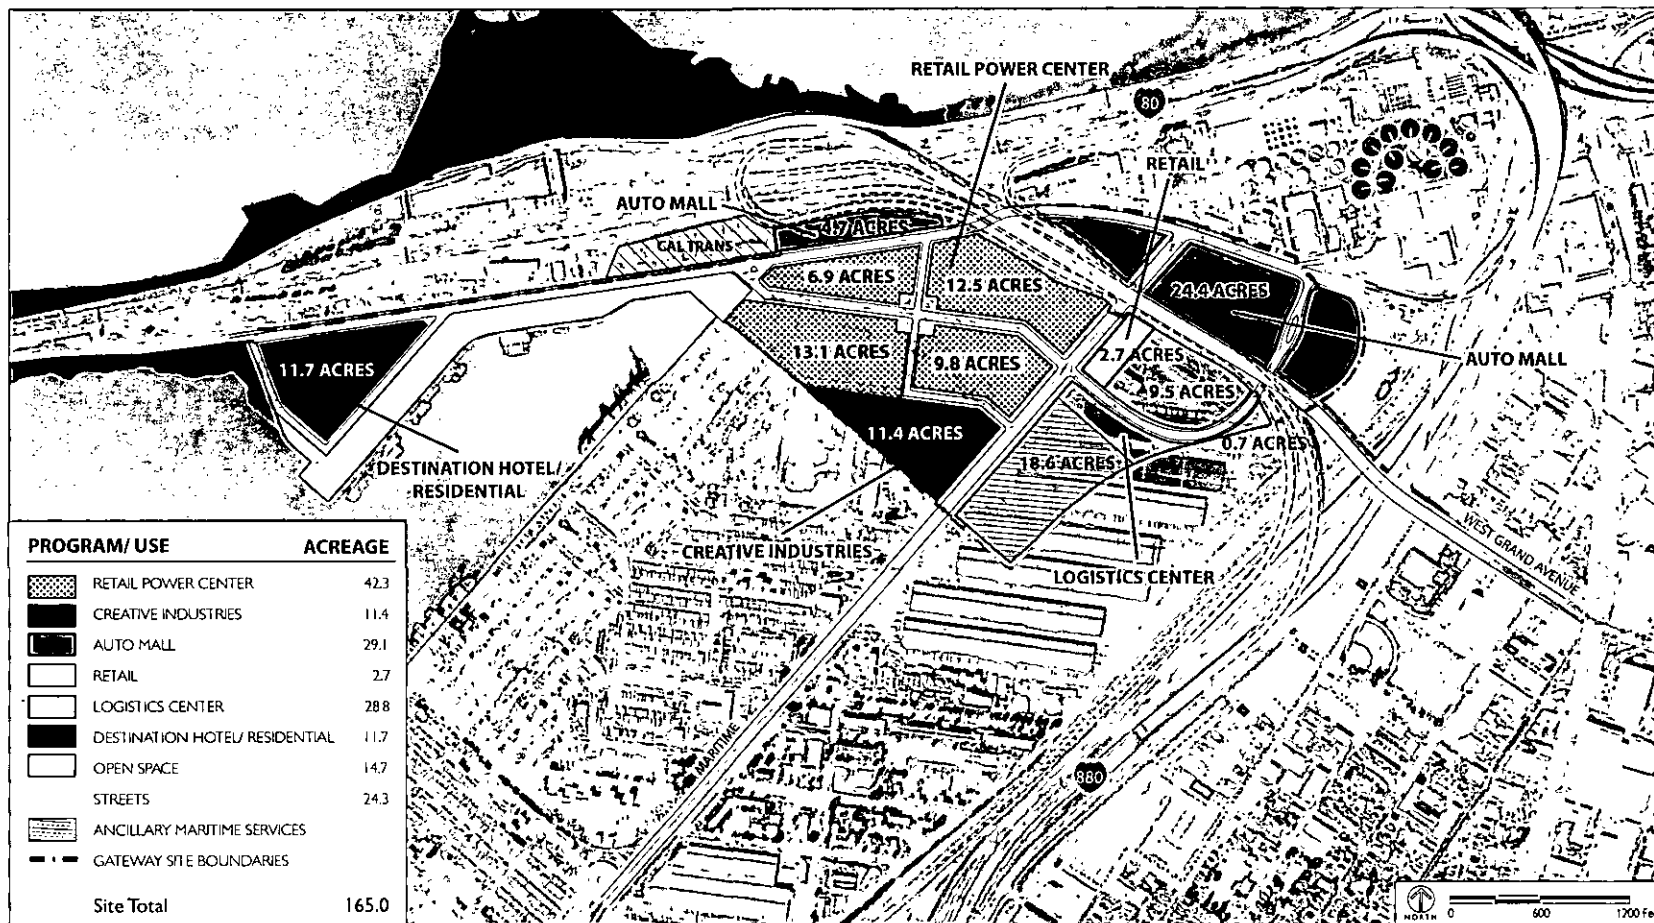 RETAIL POWER CENTER
80
RETAIL
AUTO MALL
CAL TRANS
4.7 ACRES
6.9 ACRES
12.5 ACRES
24.4 ACRES
11.7 ACRES
13.1 ACRES
9.8 ACRES
2.7 ACRES
AUTO MALL
9.5 ACRES
11.4 ACRES
0.7 ACRES
18.6 ACRES
DESTINATION HOTEL/
RESIDENTIAL
CREATIVE INDUSTRIES
LOGISTICS CENTER
WEST GRAND AVENUE
MARITIME
880
PROGRAM/ USE ACREAGE
RETAIL POWER CENTER 42.3
CREATIVE INDUSTRIES 11.4
AUTO MALL 29.1
RETAIL 2.7
LOGISTICS CENTER 28.8
DESTINATION HOTEL/ RESIDENTIAL 11.7
OPEN SPACE 14.7
STREETS 24.3
ANCILLARY MARITIME SERVICES
GATEWAY SITE BOUNDARIES
Site Total 165.0
NORTH
0 600 1200 Fe